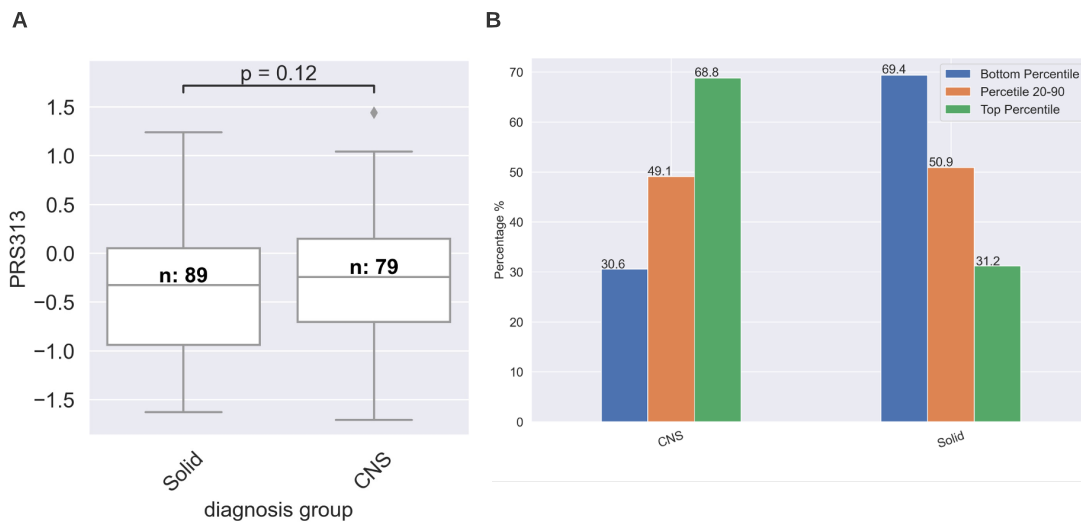 A
p = 0.12
1.5
1.0
0.5
0.0
−0.5
−1.0
−1.5
PRS313
n: 89
n: 79
Solid
CNS
diagnosis group
B
70
60
50
40
30
20
10
0
Percentage %
30.6
49.1
68.8
69.4
50.9
31.2
Bottom Percentile
Percetile 20-90
Top Percentile
CNS
Solid